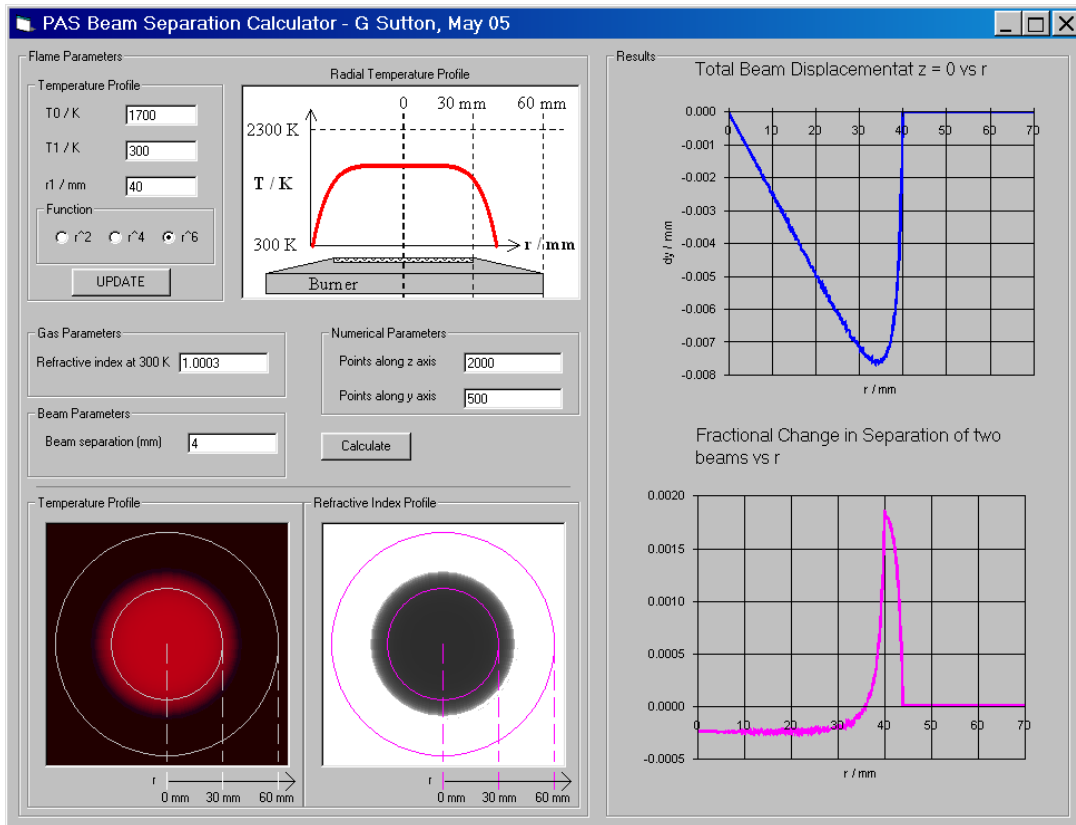 PAS Beam Separation Calculator - G Sutton, May 05
Flame Parameters
Temperature Profile
T0 / K
1700
T1 / K
300
r1 / mm
40
Function
r^2
r^4
r^6
UPDATE
Radial Temperature Profile
0
30 mm
60 mm
2300 K
T / K
300 K
r / mm
Burner
Gas Parameters
Refractive index at 300 K
1.0003
Numerical Parameters
Points along z axis
2000
Points along y axis
500
Beam Parameters
Beam separation (mm)
4
Calculate
Temperature Profile
r
0 mm
30 mm
60 mm
Refractive Index Profile
r
0 mm
30 mm
60 mm
Results
Total Beam Displacementat z = 0 vs r
0.000
-0.001
-0.002
-0.003
-0.004
-0.005
-0.006
-0.007
-0.008
0
10
20
30
40
50
60
70
dy / mm
r / mm
Fractional Change in Separation of two
beams vs r
0.0020
0.0015
0.0010
0.0005
0.0000
-0.0005
0
10
20
30
40
50
60
70
r / mm